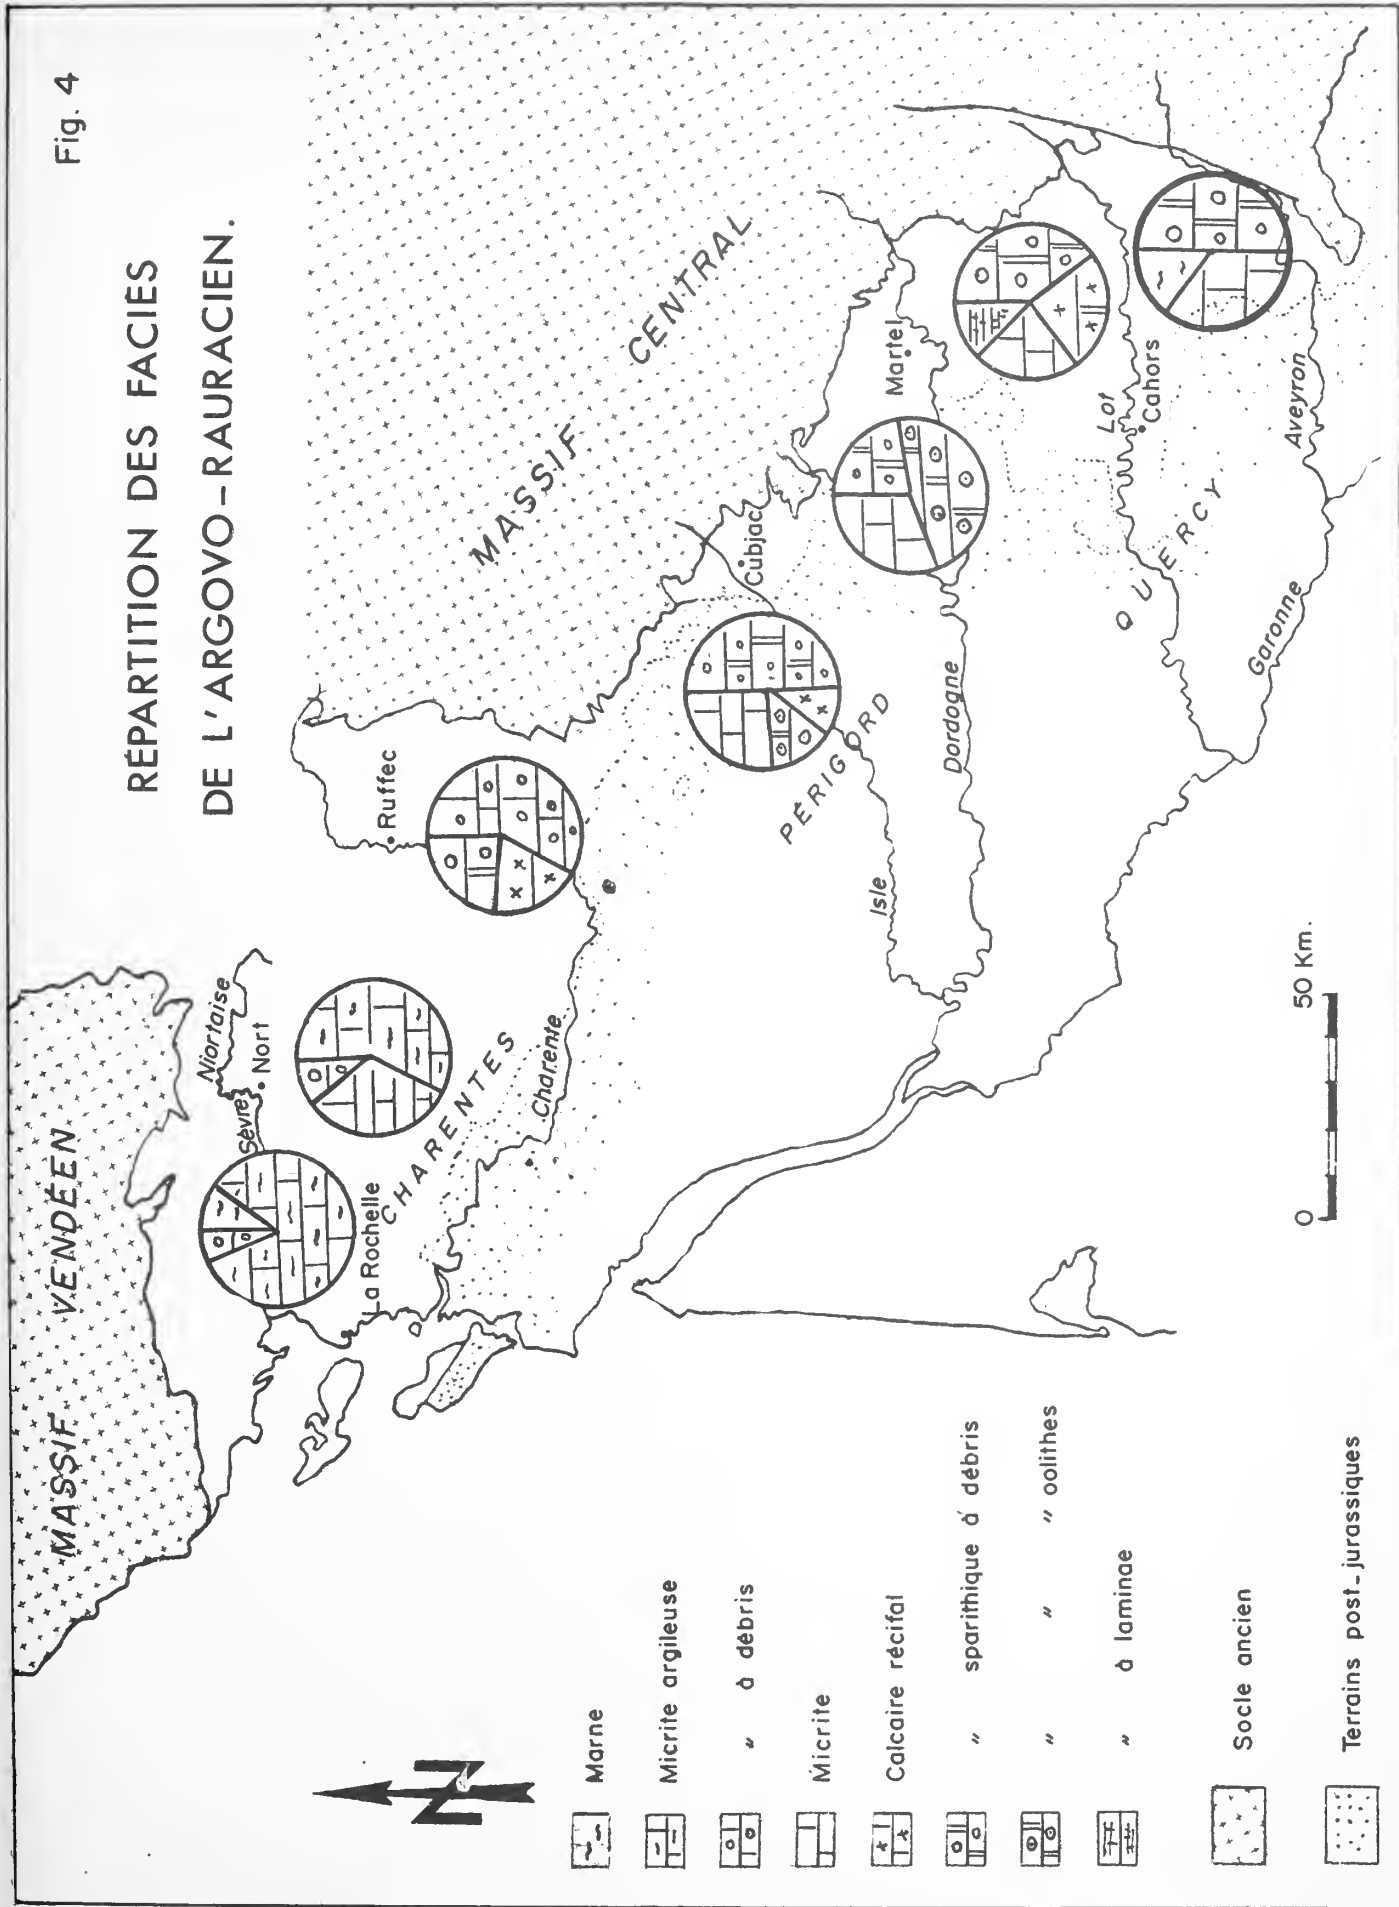 Fig. 4
RÉPARTITION DES FACIÈS
DE L'ARGOVO-RAURACIEN.
MASSIF VENDÉEN
MASSIF CENTRAL
Sèvre Niortaise
Nort
La Rochelle
CHARENTES
Charente
Ruffec
Cubjac
PÉRIGORD
Isle
Dordogne
Martel
Lot
Cahors
QUERCY
Aveyron
Garonne
0 50 Km.
N
Marne
Micrite argileuse
" à débris
Micrite
Calcaire récifal
" sparithique à débris
" " " oolithes
" à laminae
Socle ancien
Terrains post-jurassiques